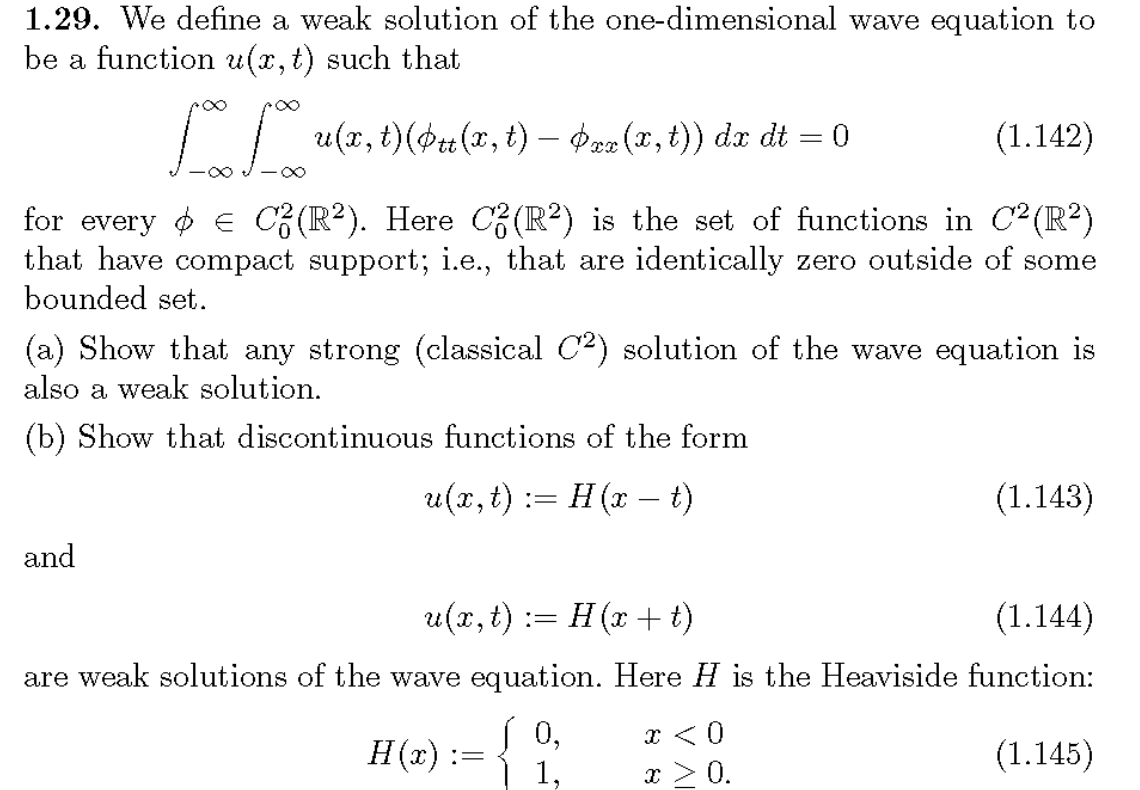 1.29. We define a weak solution of the one-dimensional wave equation to
be a function u(x, t) such that
∫_{-∞}^{∞} ∫_{-∞}^{∞} u(x, t)(ϕ_{tt}(x, t) − ϕ_{xx}(x, t)) dx dt = 0 (1.142)
for every ϕ ∈ C_0^2(ℝ^2). Here C_0^2(ℝ^2) is the set of functions in C^2(ℝ^2)
that have compact support; i.e., that are identically zero outside of some
bounded set.
(a) Show that any strong (classical C^2) solution of the wave equation is
also a weak solution.
(b) Show that discontinuous functions of the form
u(x, t) := H(x − t) (1.143)
and
u(x, t) := H(x + t) (1.144)
are weak solutions of the wave equation. Here H is the Heaviside function:
H(x) := { 0, x < 0
1, x ≥ 0. (1.145)